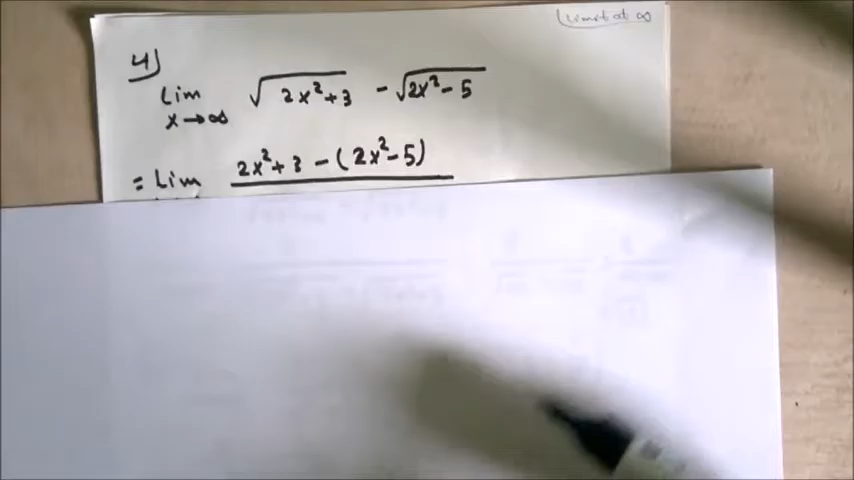 Limit at ∞
4)
Lim x→∞ √(2x²+3) - √(2x²-5)
= Lim 2x²+3-(2x²-5)